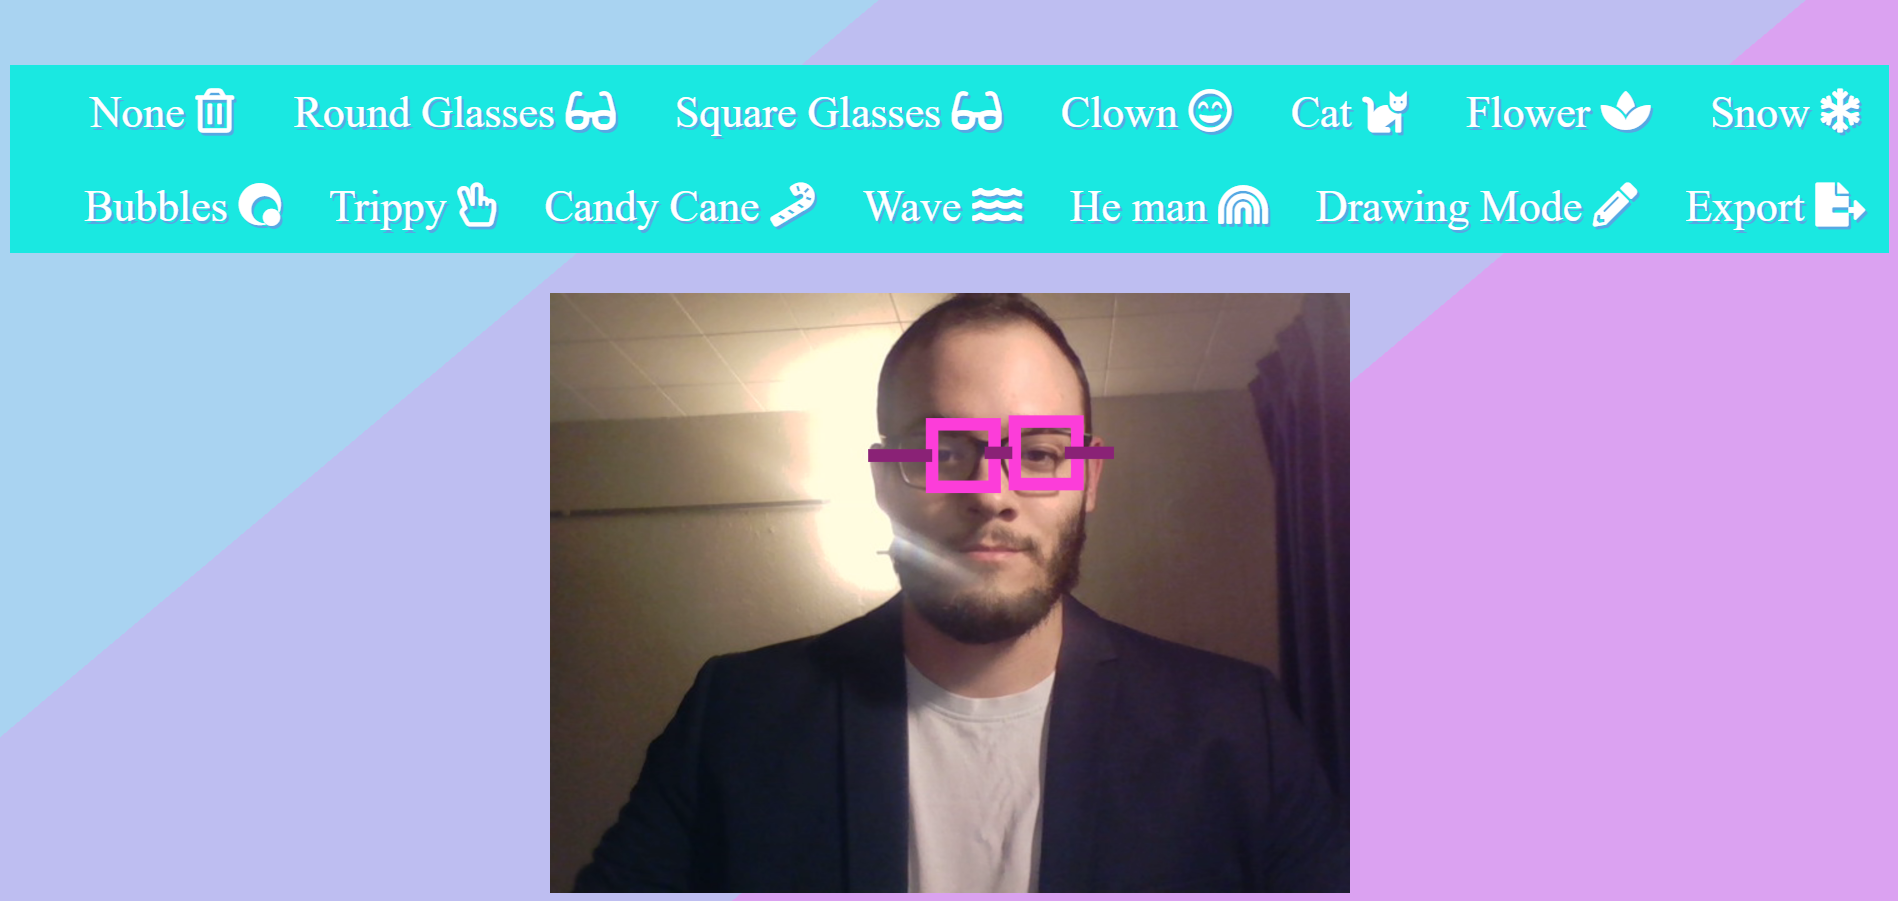 None Round Glasses Square Glasses Clown Cat Flower Snow
Bubbles Trippy Candy Cane Wave He man Drawing Mode Export